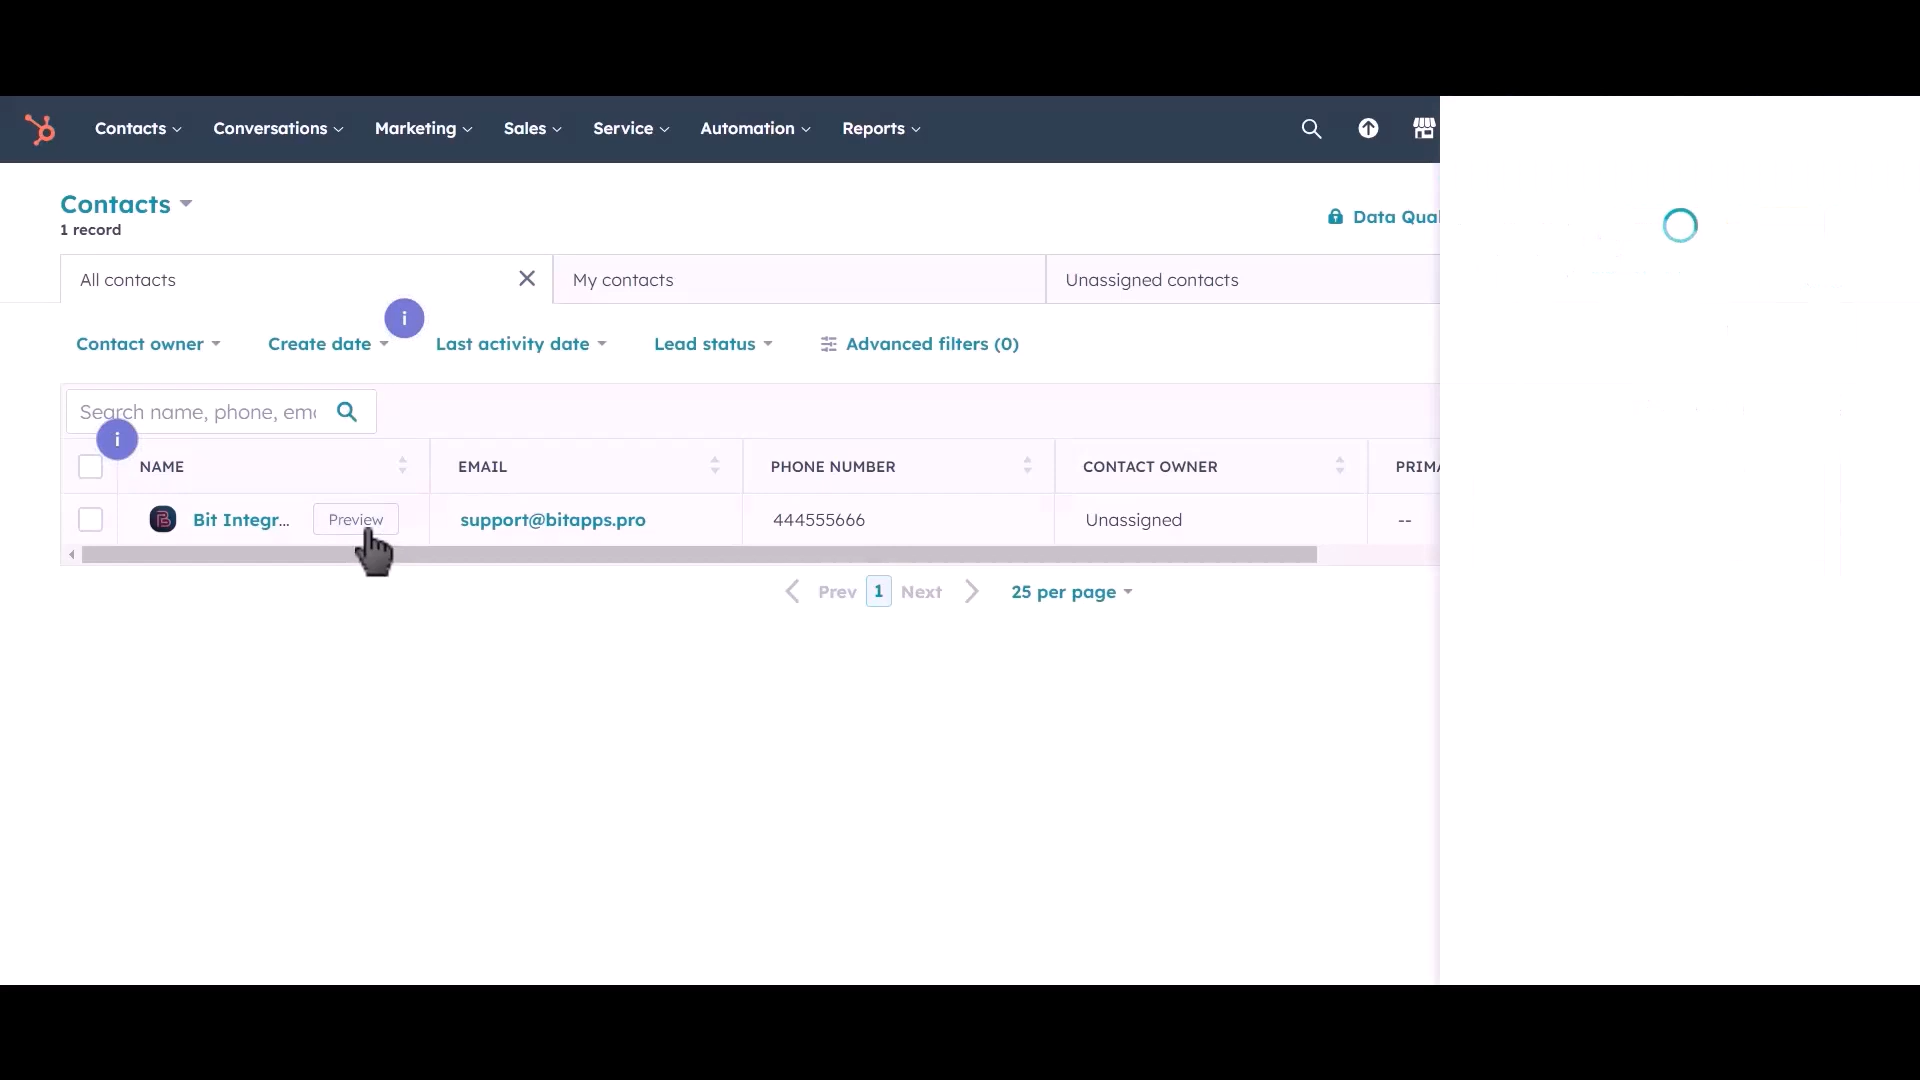 Contacts Conversations Marketing Sales Service Automation Reports
Contacts
1 record
Data Qual
All contacts My contacts Unassigned contacts
i
Contact owner Create date Last activity date Lead status Advanced filters (0)
Search name, phone, ema
i
NAME EMAIL PHONE NUMBER CONTACT OWNER PRIMA
Bit Integr... Preview support@bitapps.pro 444555666 Unassigned --
Prev 1 Next 25 per page